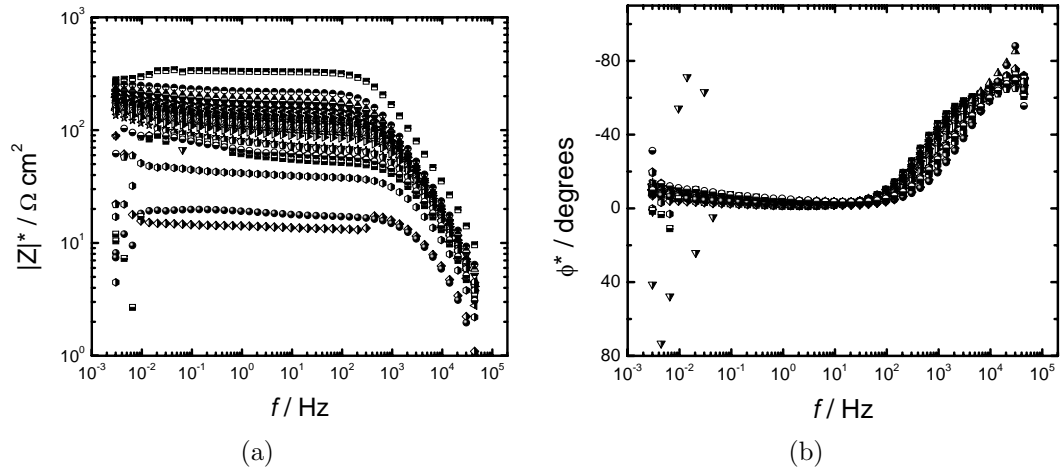 10³
10²
10¹
10⁰
|Z|* / Ω cm²
10⁻³ 10⁻² 10⁻¹ 10⁰ 10¹ 10² 10³ 10⁴ 10⁵
f / Hz
(a)
-80
-40
0
40
80
ϕ* / degrees
10⁻³ 10⁻² 10⁻¹ 10⁰ 10¹ 10² 10³ 10⁴ 10⁵
f / Hz
(b)